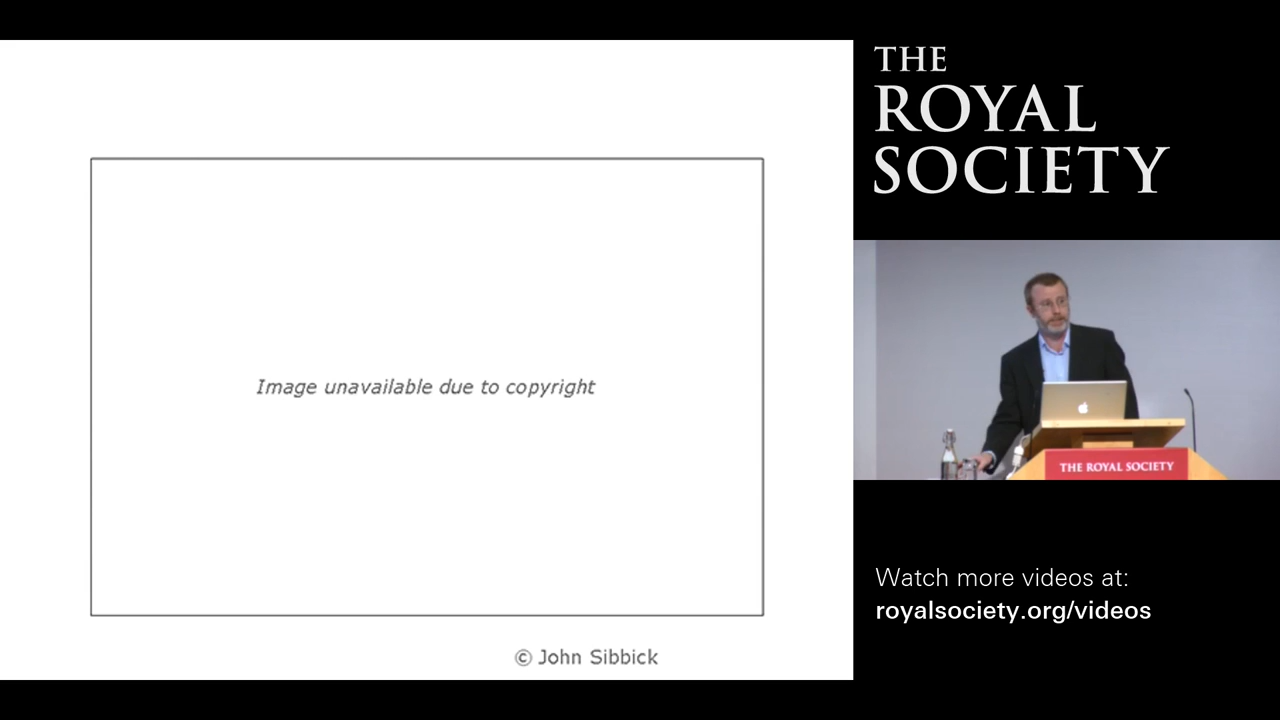 Image unavailable due to copyright
© John Sibbick
THE
ROYAL
SOCIETY
THE ROYAL SOCIETY
Watch more videos at:
royalsociety.org/videos